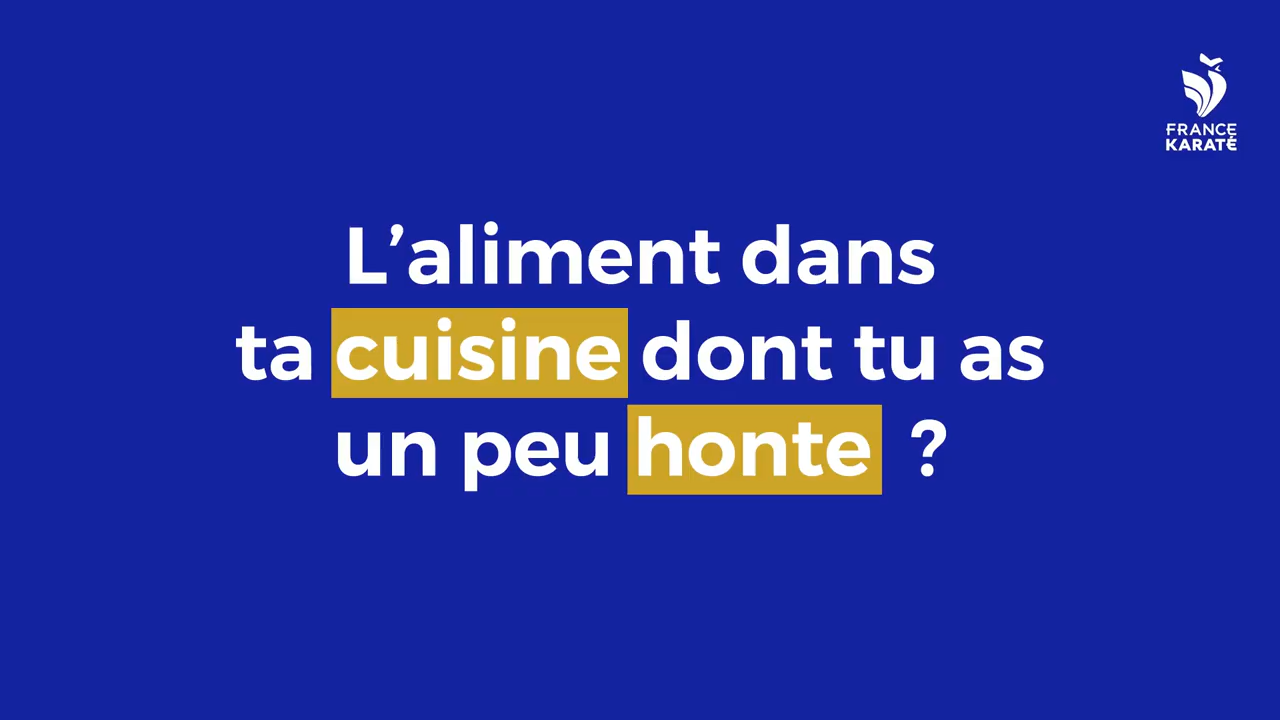 FRANCE
KARATÉ
L’aliment dans
ta cuisine dont tu as
un peu honte ?